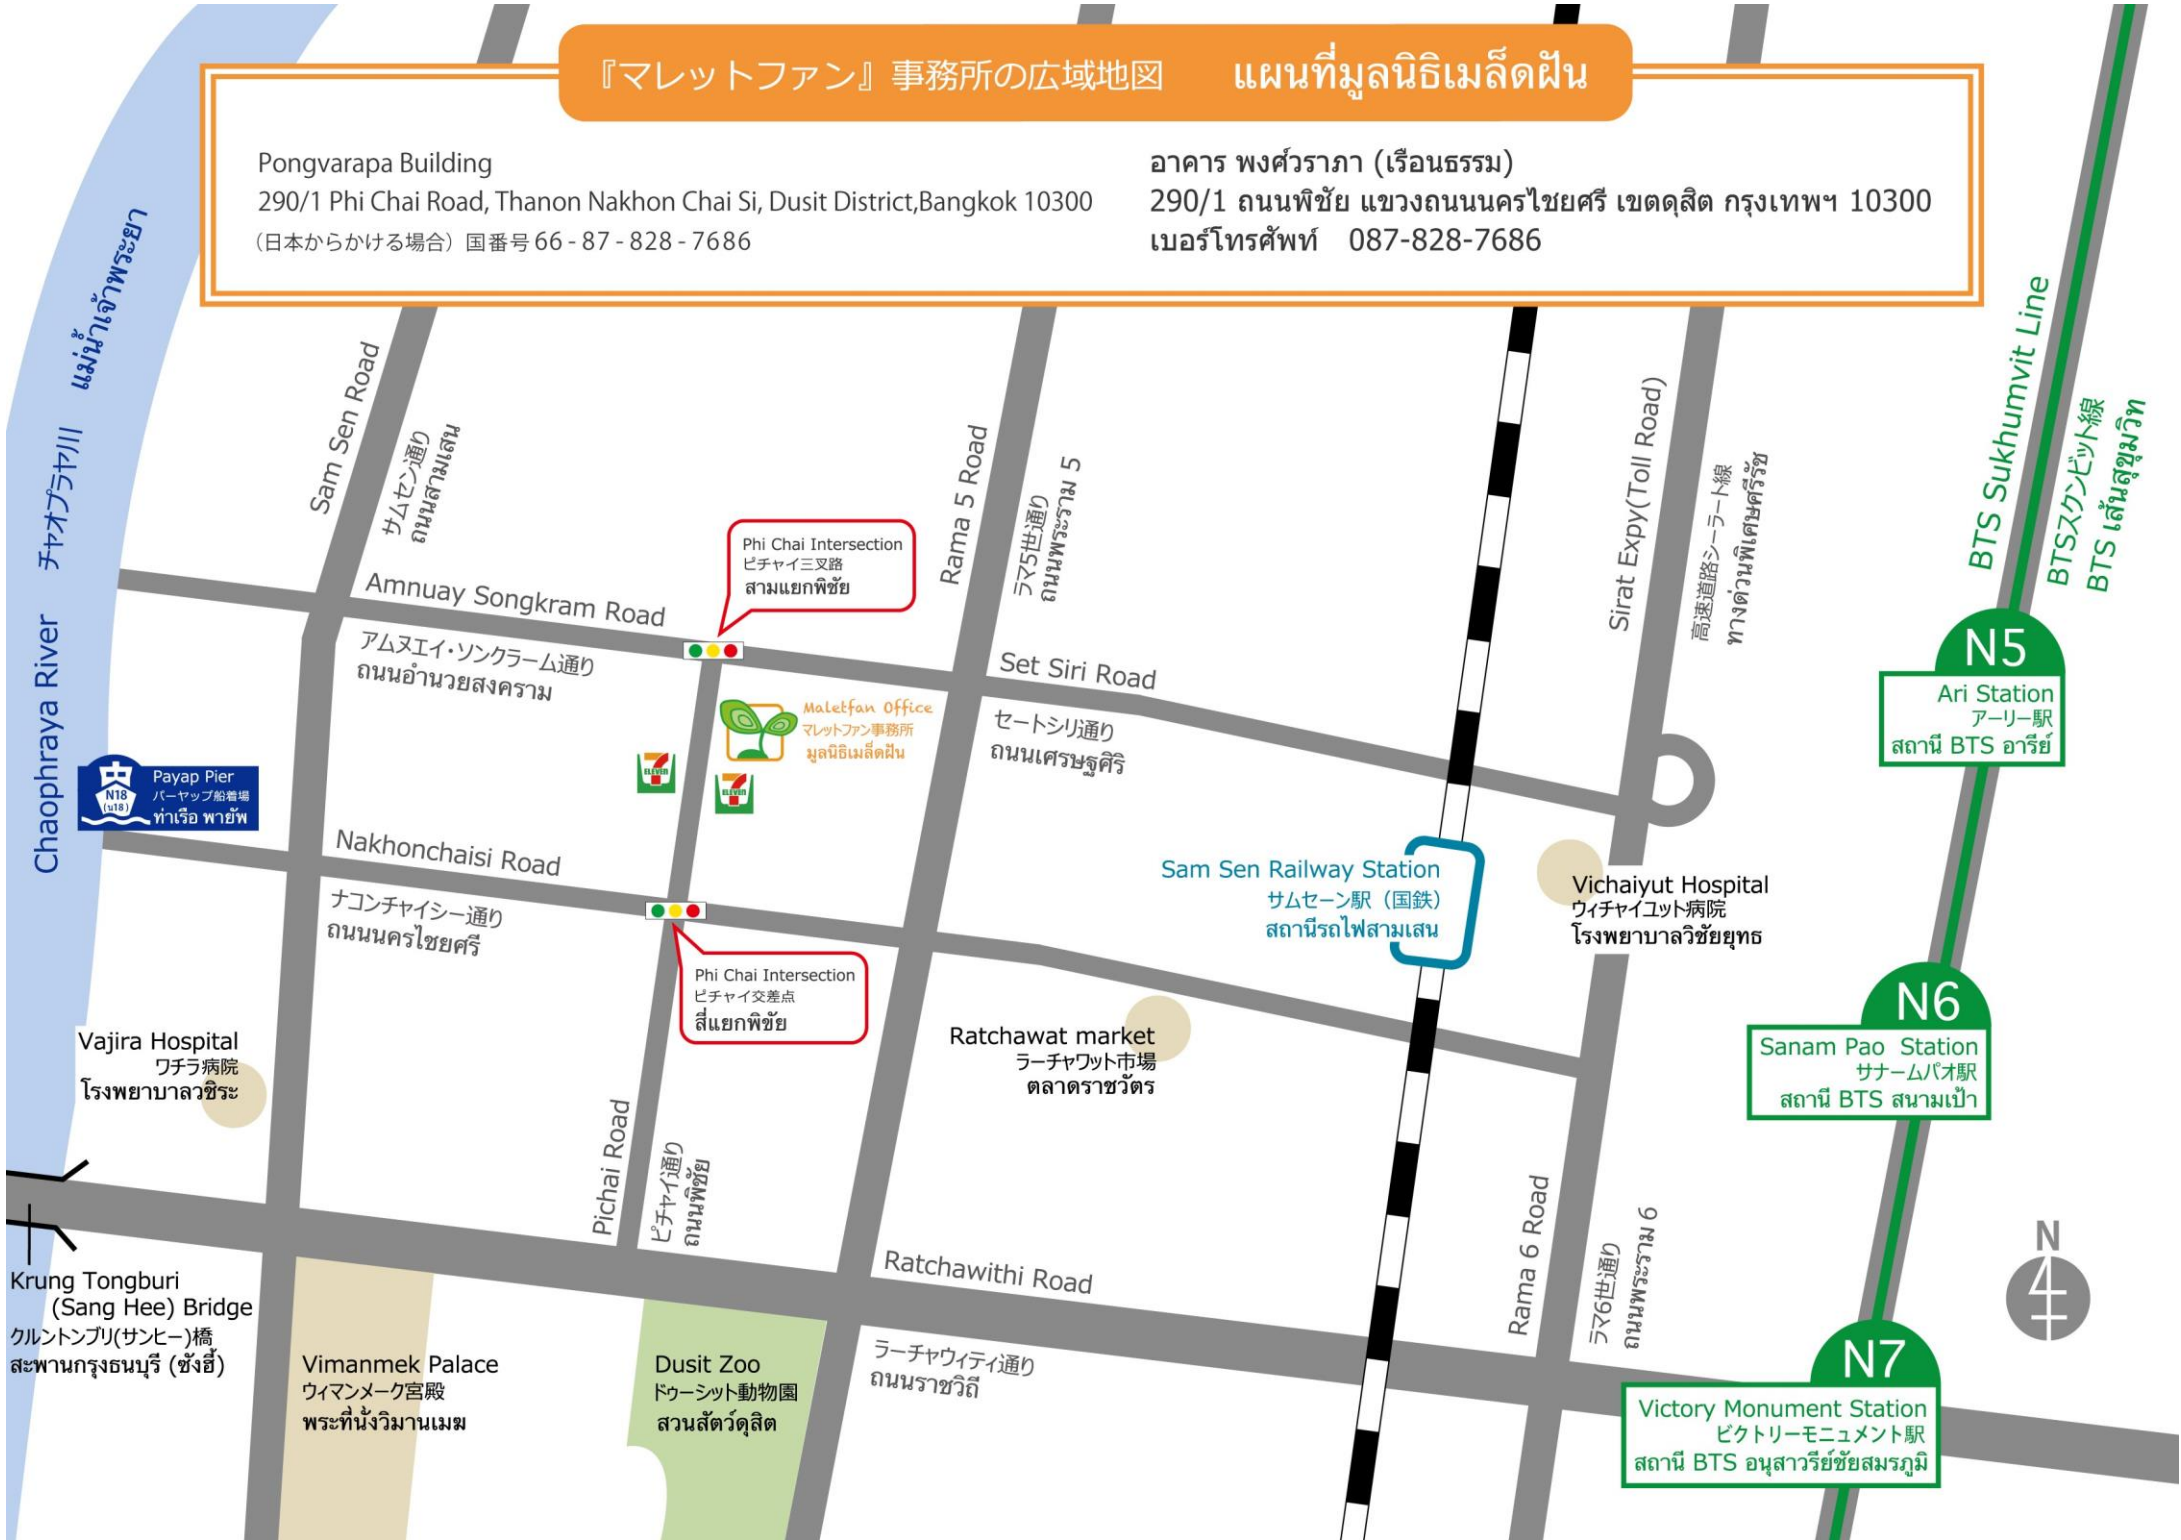 『マレットファン』事務所の広域地図 แผนที่มูลนิธิเมล็ดฝัน
Pongvarapa Building
290/1 Phi Chai Road, Thanon Nakhon Chai Si, Dusit District,Bangkok 10300
（日本からかける場合）国番号 66 - 87 - 828 - 7686
อาคาร พงศ์วราภา (เรือนธรรม)
290/1 ถนนพิชัย แขวงถนนนครไชยศรี เขตดุสิต กรุงเทพฯ 10300
เบอร์โทรศัพท์ 087-828-7686
Chaophraya River チャオプラヤ川 แม่น้ำเจ้าพระยา
Sam Sen Road
サムセン通り
ถนนสามเสน
Rama 5 Road
ラマ5世通り
ถนนพระราม 5
Sirat Expy(Toll Road)
高速道路シーラート線
ทางด่วนพิเศษศรีรัช
BTS Sukhumvit Line
BTSスクンビット線
BTS เส้นสุขุมวิท
Phi Chai Intersection
ピチャイ三叉路
สามแยกพิชัย
Amnuay Songkram Road
アムヌエイ・ソンクラーム通り
ถนนอำนวยสงคราม
Set Siri Road
セートシリ通り
ถนนเศรษฐศิริ
N5
Ari Station
アーリー駅
สถานี BTS อารีย์
Maletfan Office
マレットファン事務所
มูลนิธิเมล็ดฝัน
7 ELEVEN
7 ELEVEN
N18
(น18)
Payap Pier
パーヤップ船着場
ท่าเรือ พายัพ
Nakhonchaisi Road
ナコンチャイシー通り
ถนนนครไชยศรี
Sam Sen Railway Station
サムセーン駅（国鉄）
สถานีรถไฟสามเสน
Vichaiyut Hospital
ウィチャイユット病院
โรงพยาบาลวิชัยยุทธ
Phi Chai Intersection
ピチャイ交差点
สี่แยกพิชัย
N6
Sanam Pao Station
サナームパオ駅
สถานี BTS สนามเป้า
Vajira Hospital
ワチラ病院
โรงพยาบาลวชิระ
Ratchawat market
ラーチャワット市場
ตลาดราชวัตร
Pichai Road
ピチャイ通り
ถนนพิชัย
Rama 6 Road
ラマ6世通り
ถนนพระราม 6
N
Krung Tongburi
(Sang Hee) Bridge
クルントンブリ(サンヒー)橋
สะพานกรุงธนบุรี (ซังฮี้)
Ratchawithi Road
ラーチャウィティ通り
ถนนราชวิถี
Vimanmek Palace
ウィマンメーク宮殿
พระที่นั่งวิมานเมฆ
Dusit Zoo
ドゥーシット動物園
สวนสัตว์ดุสิต
N7
Victory Monument Station
ビクトリーモニュメント駅
สถานี BTS อนุสาวรีย์ชัยสมรภูมิ